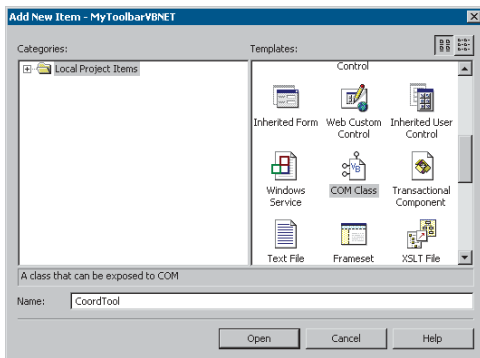 Add New Item - MyToolbarVBNET
Categories:
Templates:
Local Project Items
Control
Inherited Form
Web Custom Control
Inherited User Control
Windows Service
VB
COM Class
Transactional Component
Text File
Frameset
XSLT File
A class that can be exposed to COM
Name:
CoordTool
Open
Cancel
Help